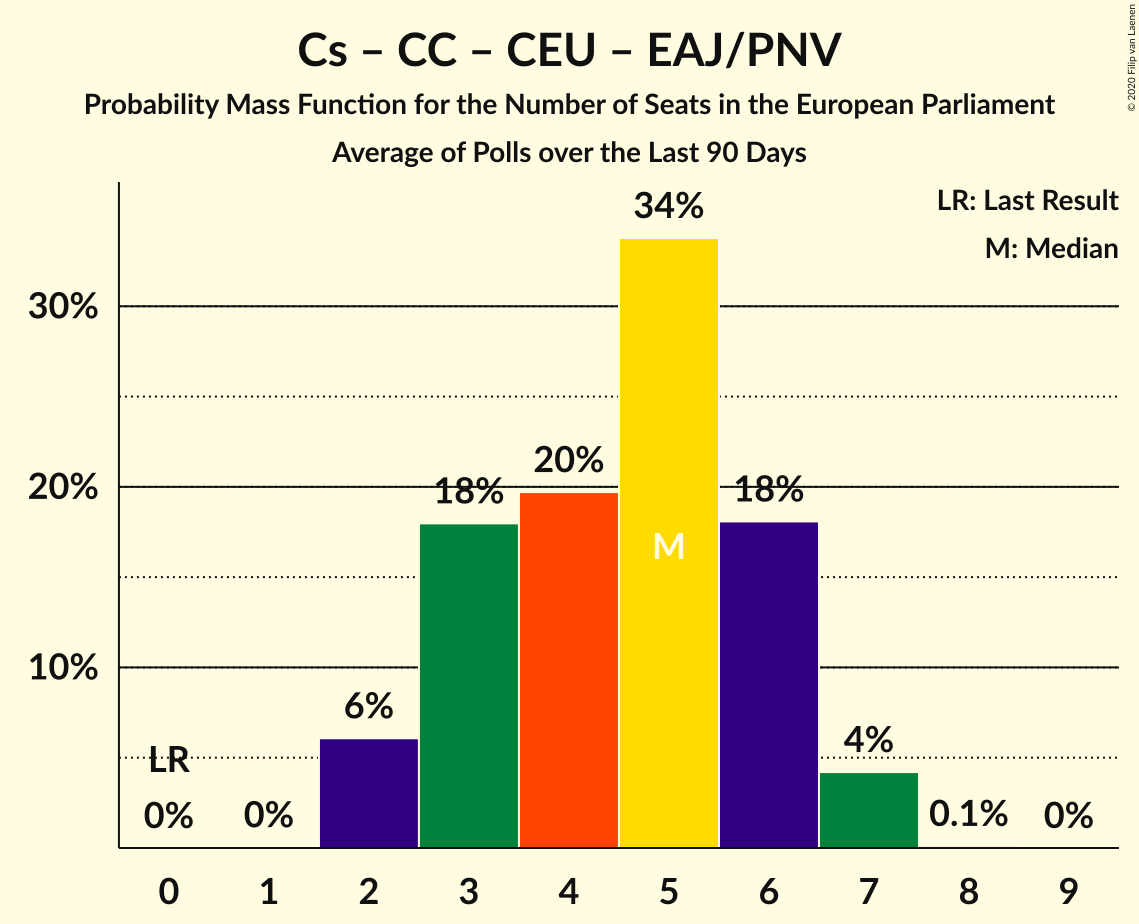 Cs – CC – CEU – EAJ/PNV
Probability Mass Function for the Number of Seats in the European Parliament
Average of Polls over the Last 90 Days
© 2020 Filip van Laenen
LR: Last Result
M: Median
34%
30%
20%
20%
18%
18%
M
10%
6%
4%
LR
0%
0%
0.1%
0%
0 1 2 3 4 5 6 7 8 9